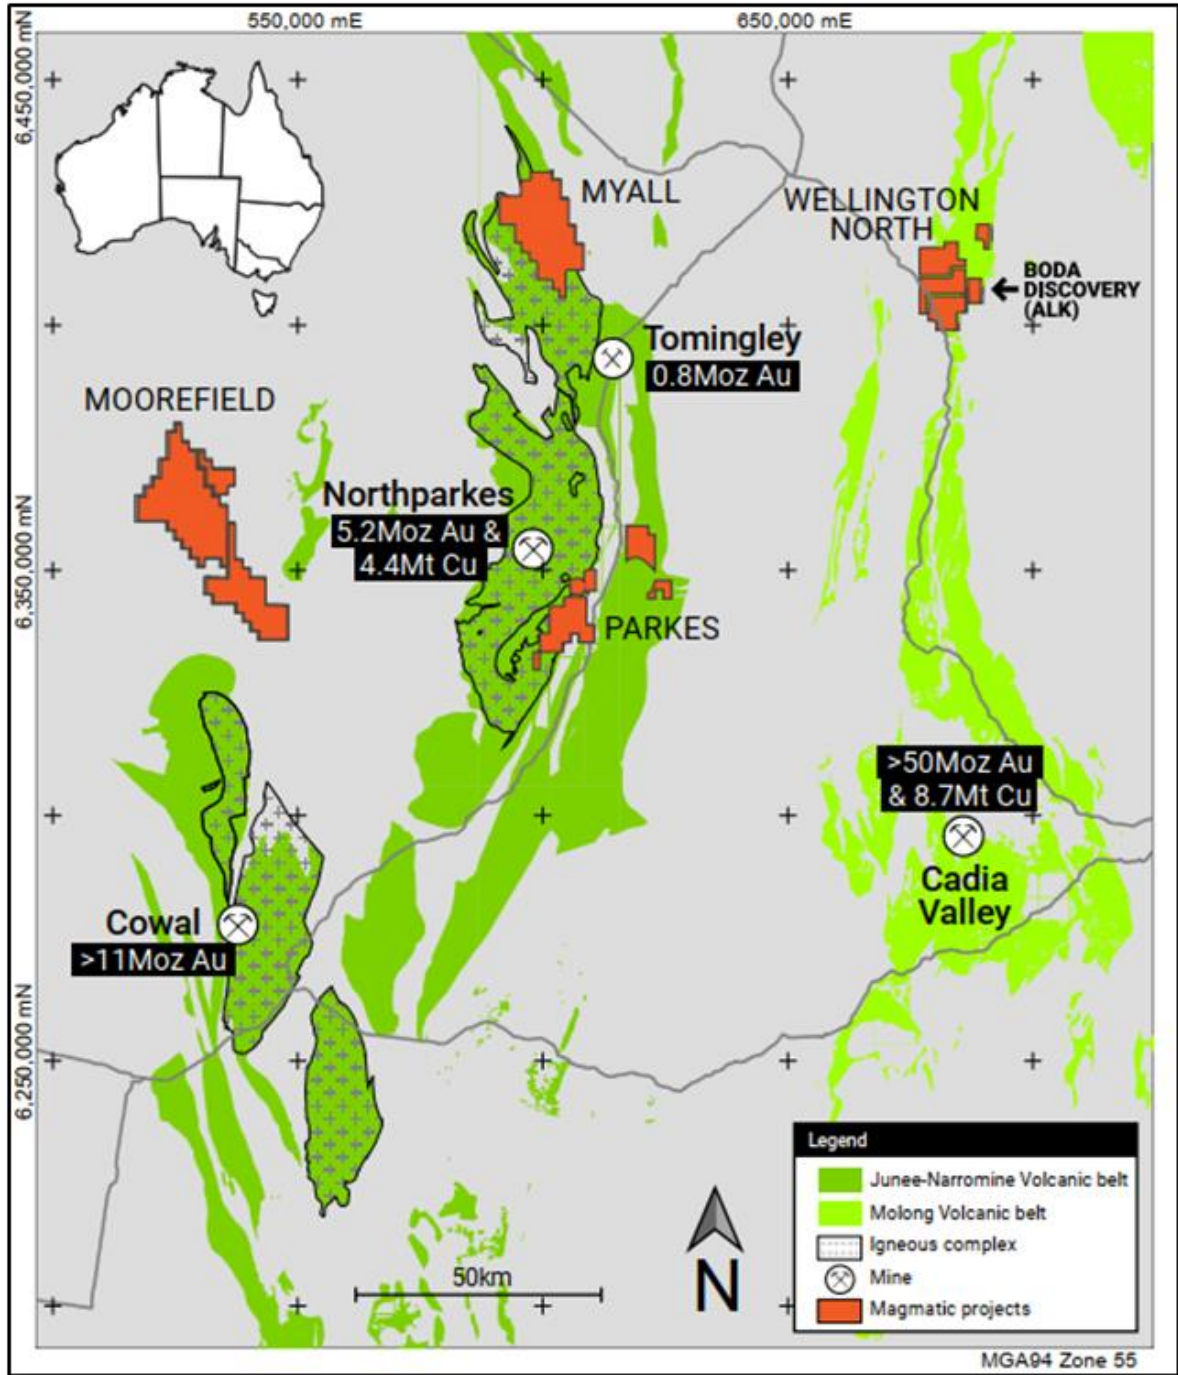 550,000 mE
650,000 mE
6,450,000 mN
MYALL
WELLINGTON
NORTH
BODA
DISCOVERY
(ALK)
Tomingley
0.8Moz Au
MOOREFIELD
Northparkes
5.2Moz Au &
4.4Mt Cu
6,350,000 mN
PARKES
>50Moz Au
& 8.7Mt Cu
Cadia
Valley
Cowal
>11Moz Au
6,250,000 mN
Legend
Junee-Narromine Volcanic belt
Molong Volcanic belt
Igneous complex
Mine
Magmatic projects
50km
N
MGA94 Zone 55